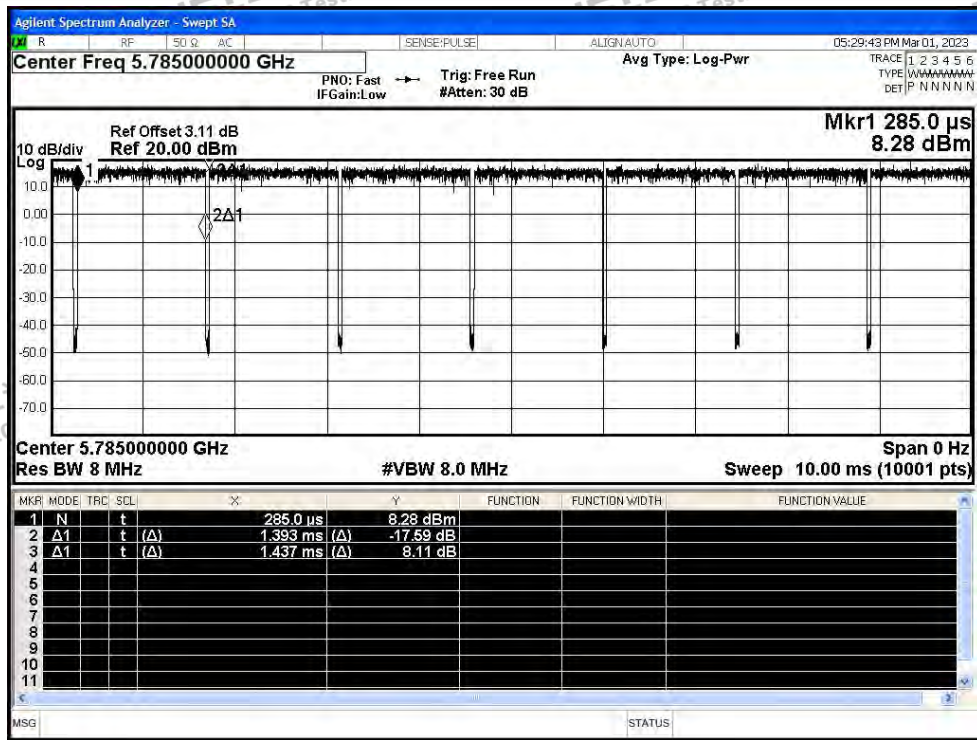 Agilent Spectrum Analyzer - Swept SA
LXI R RF 50 Ω AC SENSE:PULSE ALIGN AUTO 05:29:43 PM Mar 01, 2023
Center Freq 5.785000000 GHz
PNO: Fast
IFGain:Low
Trig: Free Run
#Atten: 30 dB
Avg Type: Log-Pwr
TRACE 1 2 3 4 5 6
TYPE WWWWWW
DET P N N N N N
Mkr1 285.0 µs
8.28 dBm
Ref Offset 3.11 dB
10 dB/div Ref 20.00 dBm
Log
1
3Δ1
10.0
0.00
2Δ1
-10.0
-20.0
-30.0
-40.0
-50.0
-60.0
-70.0
Center 5.785000000 GHz Span 0 Hz
Res BW 8 MHz #VBW 8.0 MHz Sweep 10.00 ms (10001 pts)
MKR MODE TRC SCL X Y FUNCTION FUNCTION WIDTH FUNCTION VALUE
1 N t 285.0 µs 8.28 dBm
2 Δ1 t (Δ) 1.393 ms (Δ) -17.59 dB
3 Δ1 t (Δ) 1.437 ms (Δ) 8.11 dB
4
5
6
7
8
9
10
11
MSG STATUS